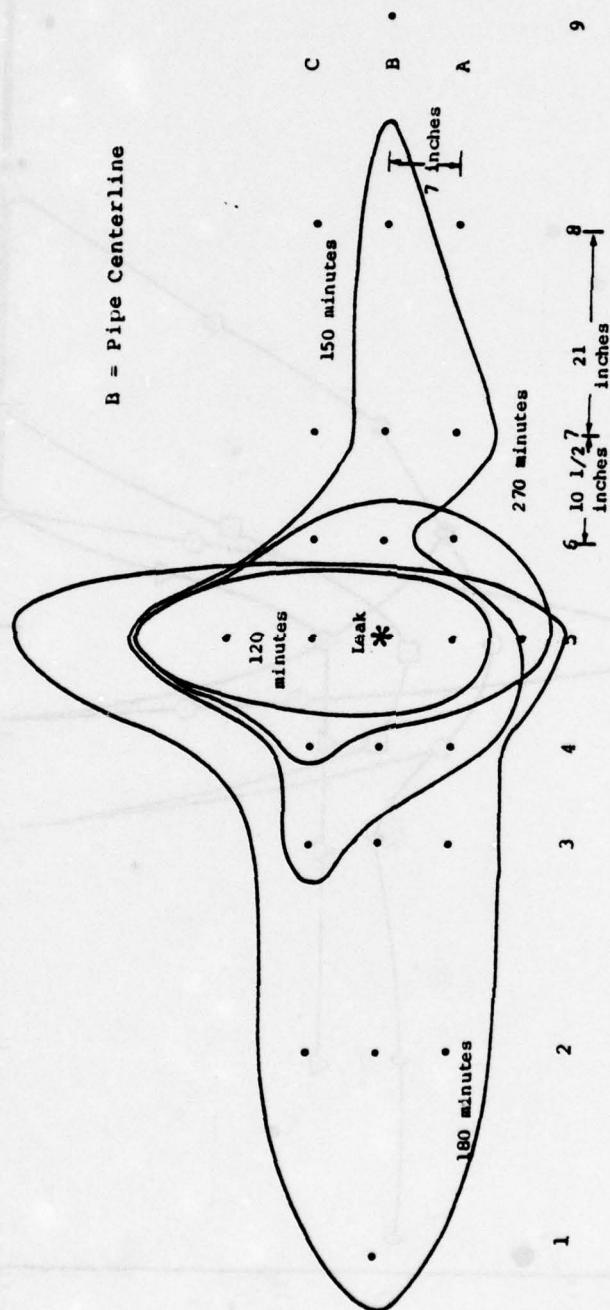 B = Pipe Centerline
C
B
A
9
7 inches
150 minutes
8
21
inches
270 minutes
7
10 1/2
inches
6
120
minutes
Leak
5
4
3
2
180 minutes
1